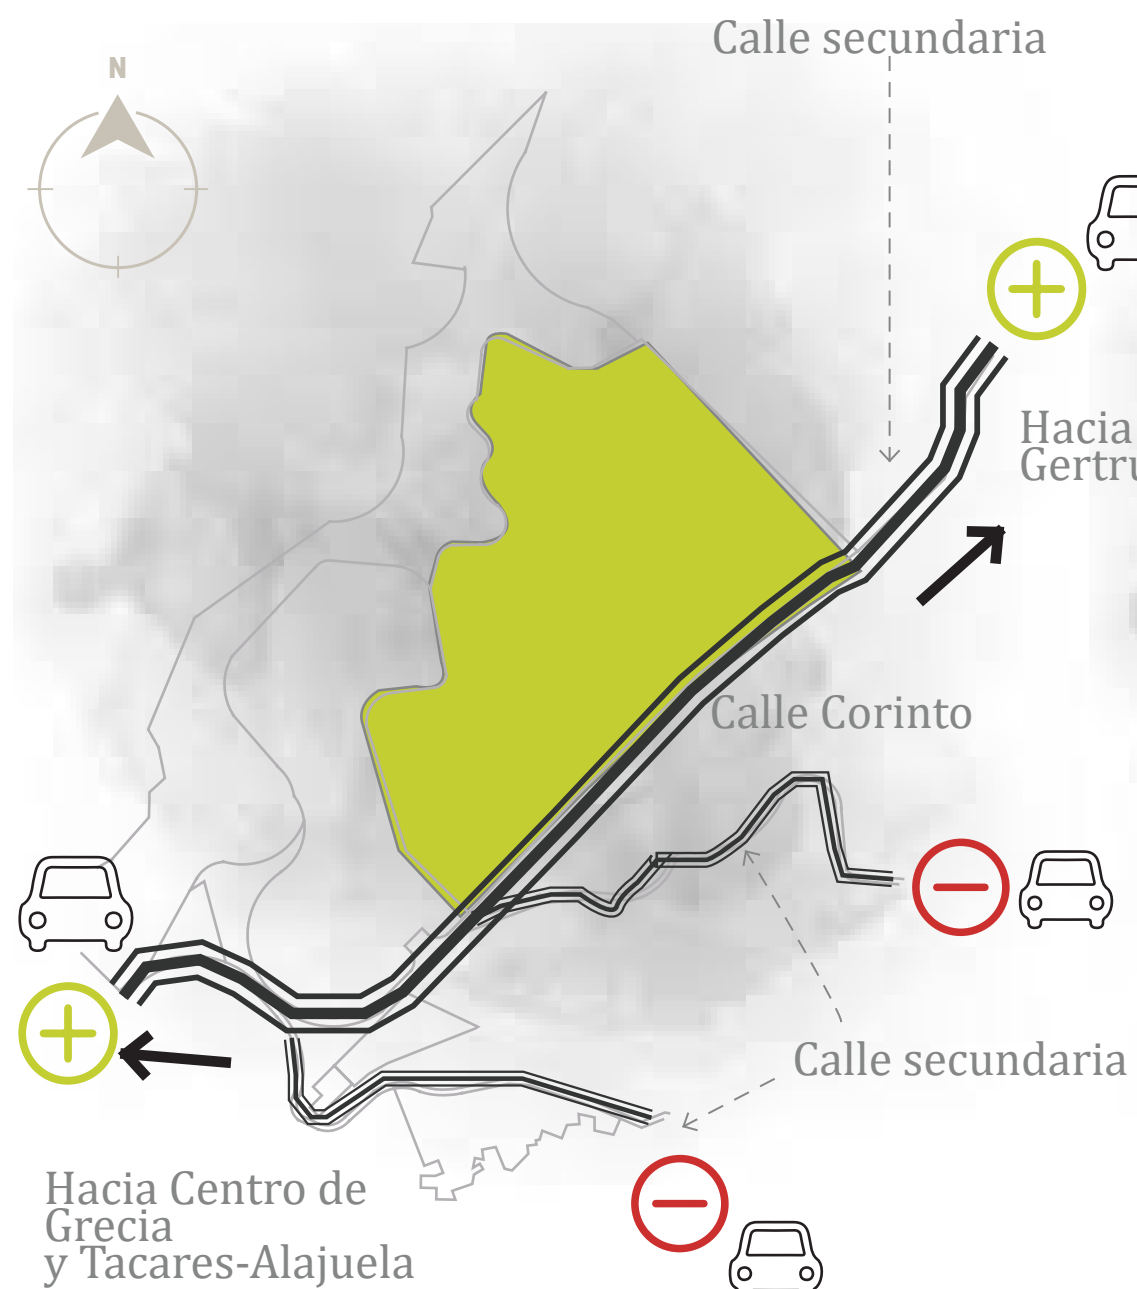 Calle secundaria
N
Hacia
Calle Corinto
Calle secundaria
Hacia Centro de
Grecia
y Tacares-Alajuela